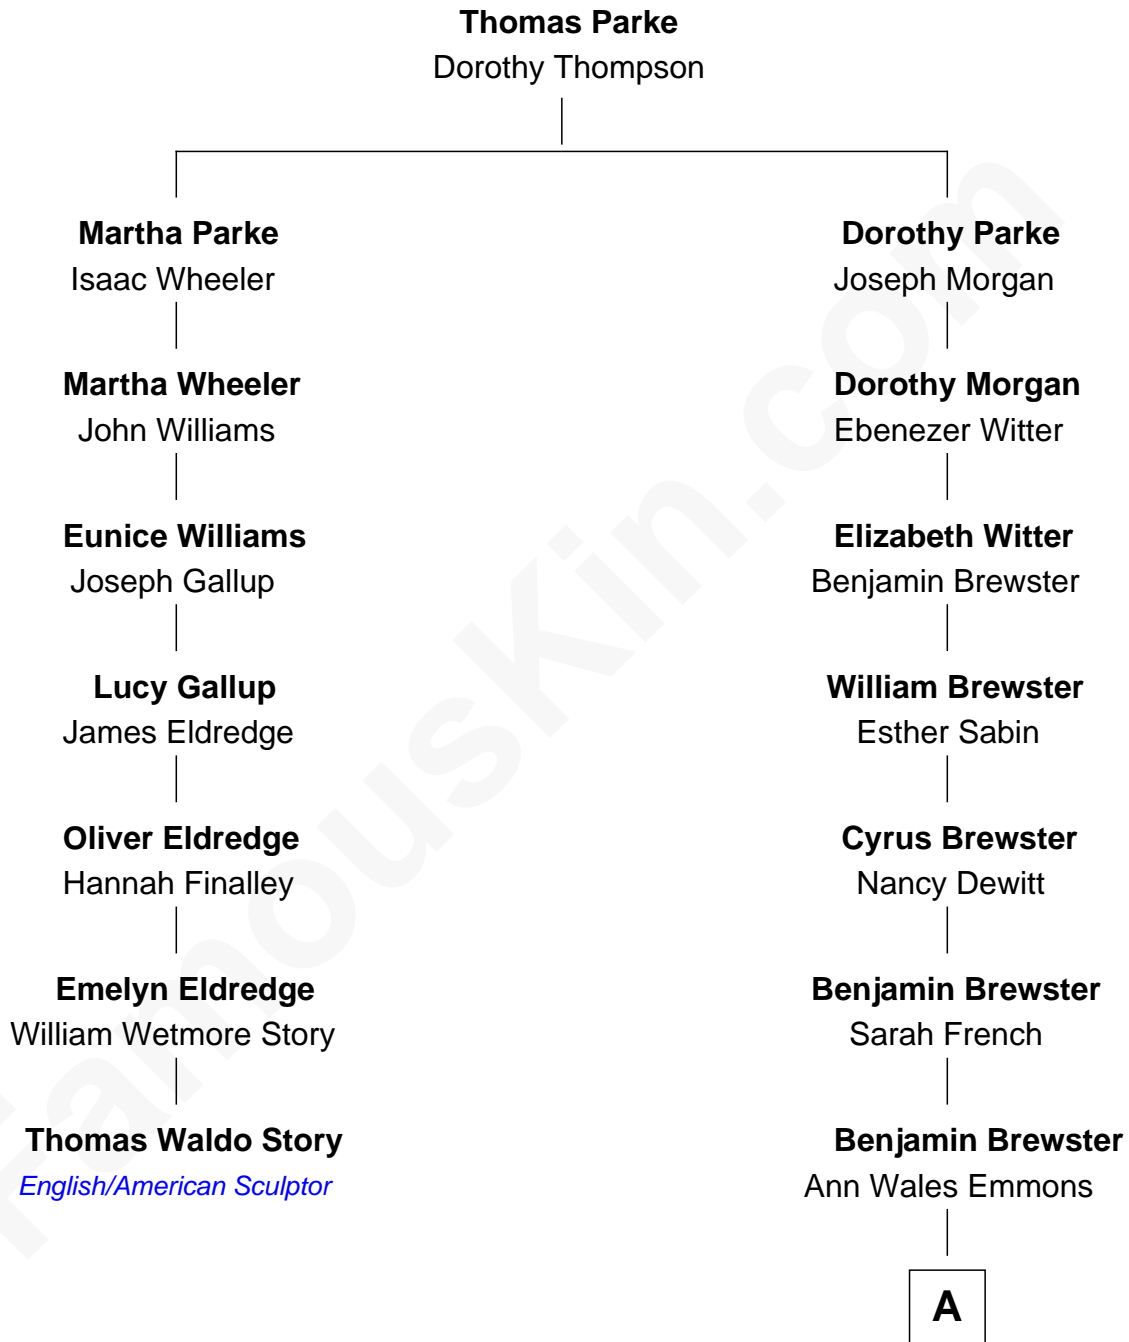 Thomas Parke
Dorothy Thompson
Martha Parke
Isaac Wheeler
Martha Wheeler
John Williams
Eunice Williams
Joseph Gallup
Lucy Gallup
James Eldredge
Oliver Eldredge
Hannah Finalley
Emelyn Eldredge
William Wetmore Story
Thomas Waldo Story
English/American Sculptor
Dorothy Parke
Joseph Morgan
Dorothy Morgan
Ebenezer Witter
Elizabeth Witter
Benjamin Brewster
William Brewster
Esther Sabin
Cyrus Brewster
Nancy Dewitt
Benjamin Brewster
Sarah French
Benjamin Brewster
Ann Wales Emmons
A
FamousKin.com